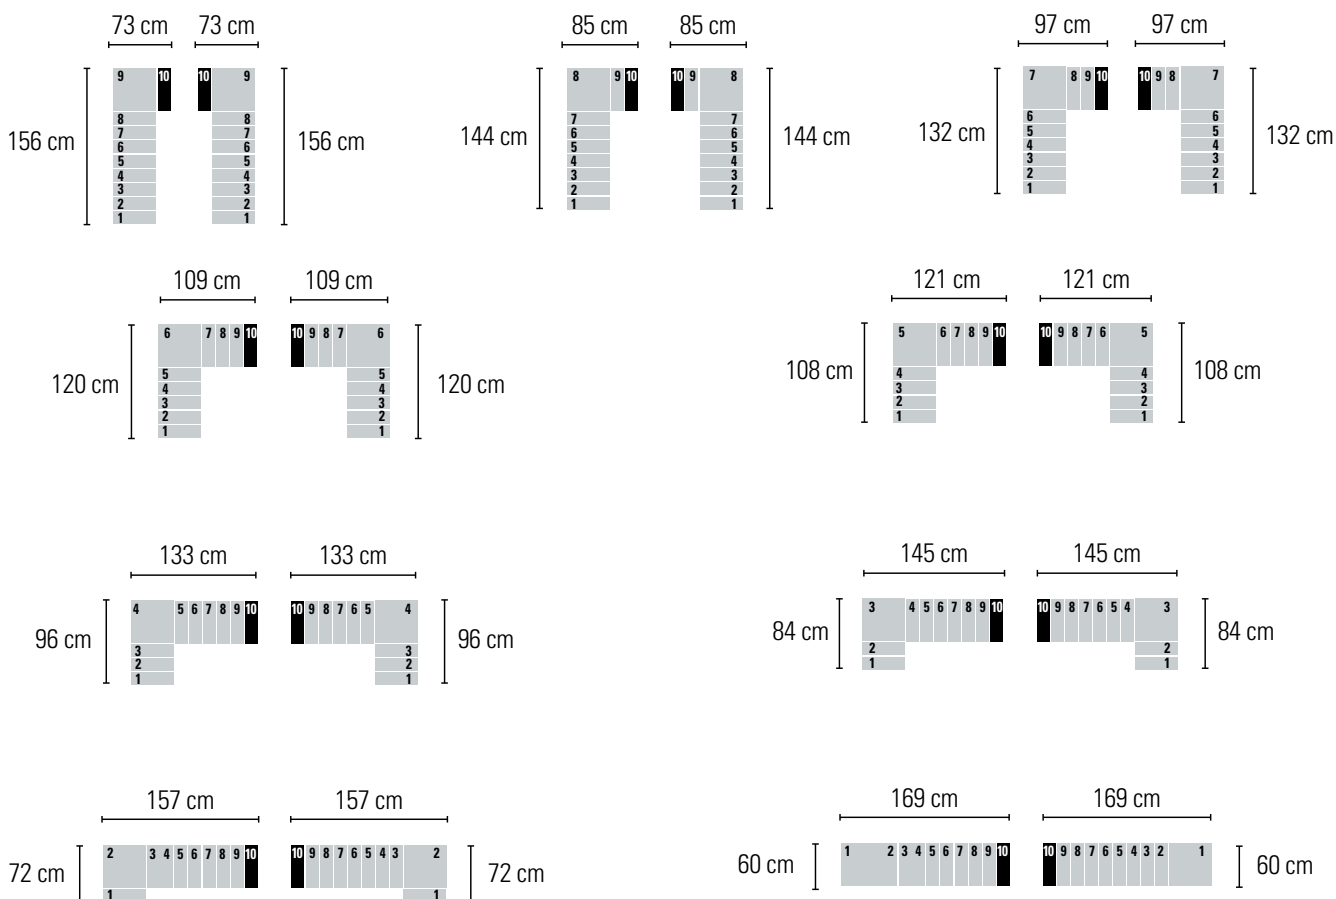 73 cm 73 cm
9 10 10 9
156 cm 156 cm
8 8
7 7
6 6
5 5
4 4
3 3
2 2
1 1
85 cm 85 cm
8 9 10 10 9 8
144 cm 144 cm
7 7
6 6
5 5
4 4
3 3
2 2
1 1
97 cm 97 cm
7 8 9 10 10 9 8 7
132 cm 132 cm
6 6
5 5
4 4
3 3
2 2
1 1
109 cm 109 cm
6 7 8 9 10 10 9 8 7 6
120 cm 120 cm
5 5
4 4
3 3
2 2
1 1
121 cm 121 cm
5 6 7 8 9 10 10 9 8 7 6 5
108 cm 108 cm
4 4
3 3
2 2
1 1
133 cm 133 cm
4 5 6 7 8 9 10 10 9 8 7 6 5 4
96 cm 96 cm
3 3
2 2
1 1
145 cm 145 cm
3 4 5 6 7 8 9 10 10 9 8 7 6 5 4 3
84 cm 84 cm
2 2
1 1
157 cm 157 cm
2 3 4 5 6 7 8 9 10 10 9 8 7 6 5 4 3 2
72 cm 72 cm
1 1
169 cm 169 cm
1 2 3 4 5 6 7 8 9 10 10 9 8 7 6 5 4 3 2 1
60 cm 60 cm